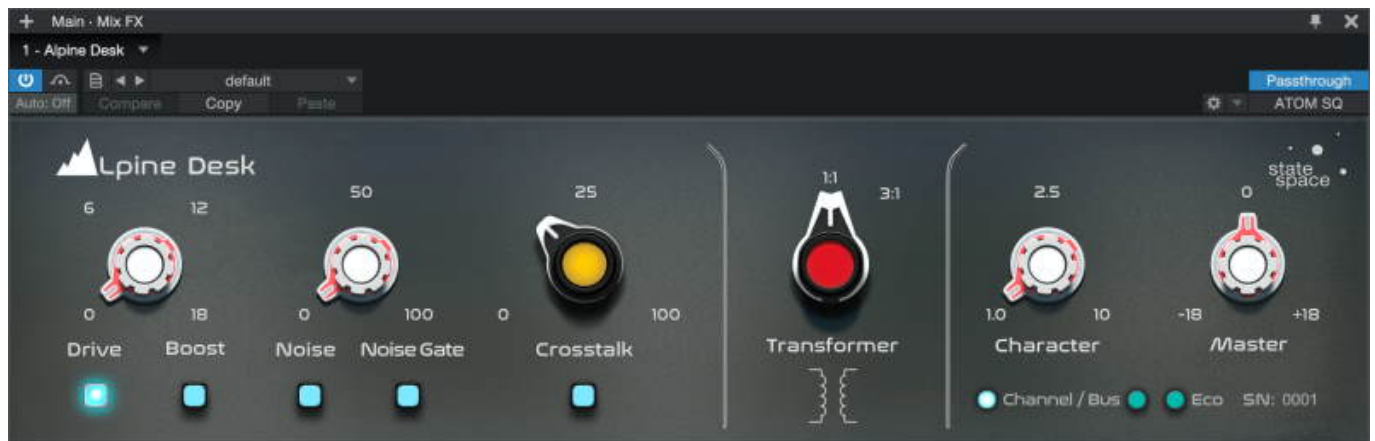 Main · Mix FX
1 - Alpine Desk
default
Passthrough
Auto: Off Compare Copy Paste ATOM SQ
Lpine Desk
state
space
6 12 50 25 1:1 3:1 2.5 0
0 18 0 100 0 100 1.0 10 -18 +18
Drive Boost Noise Noise Gate Crosstalk Transformer Character Master
Channel / Bus Eco SN: 0001